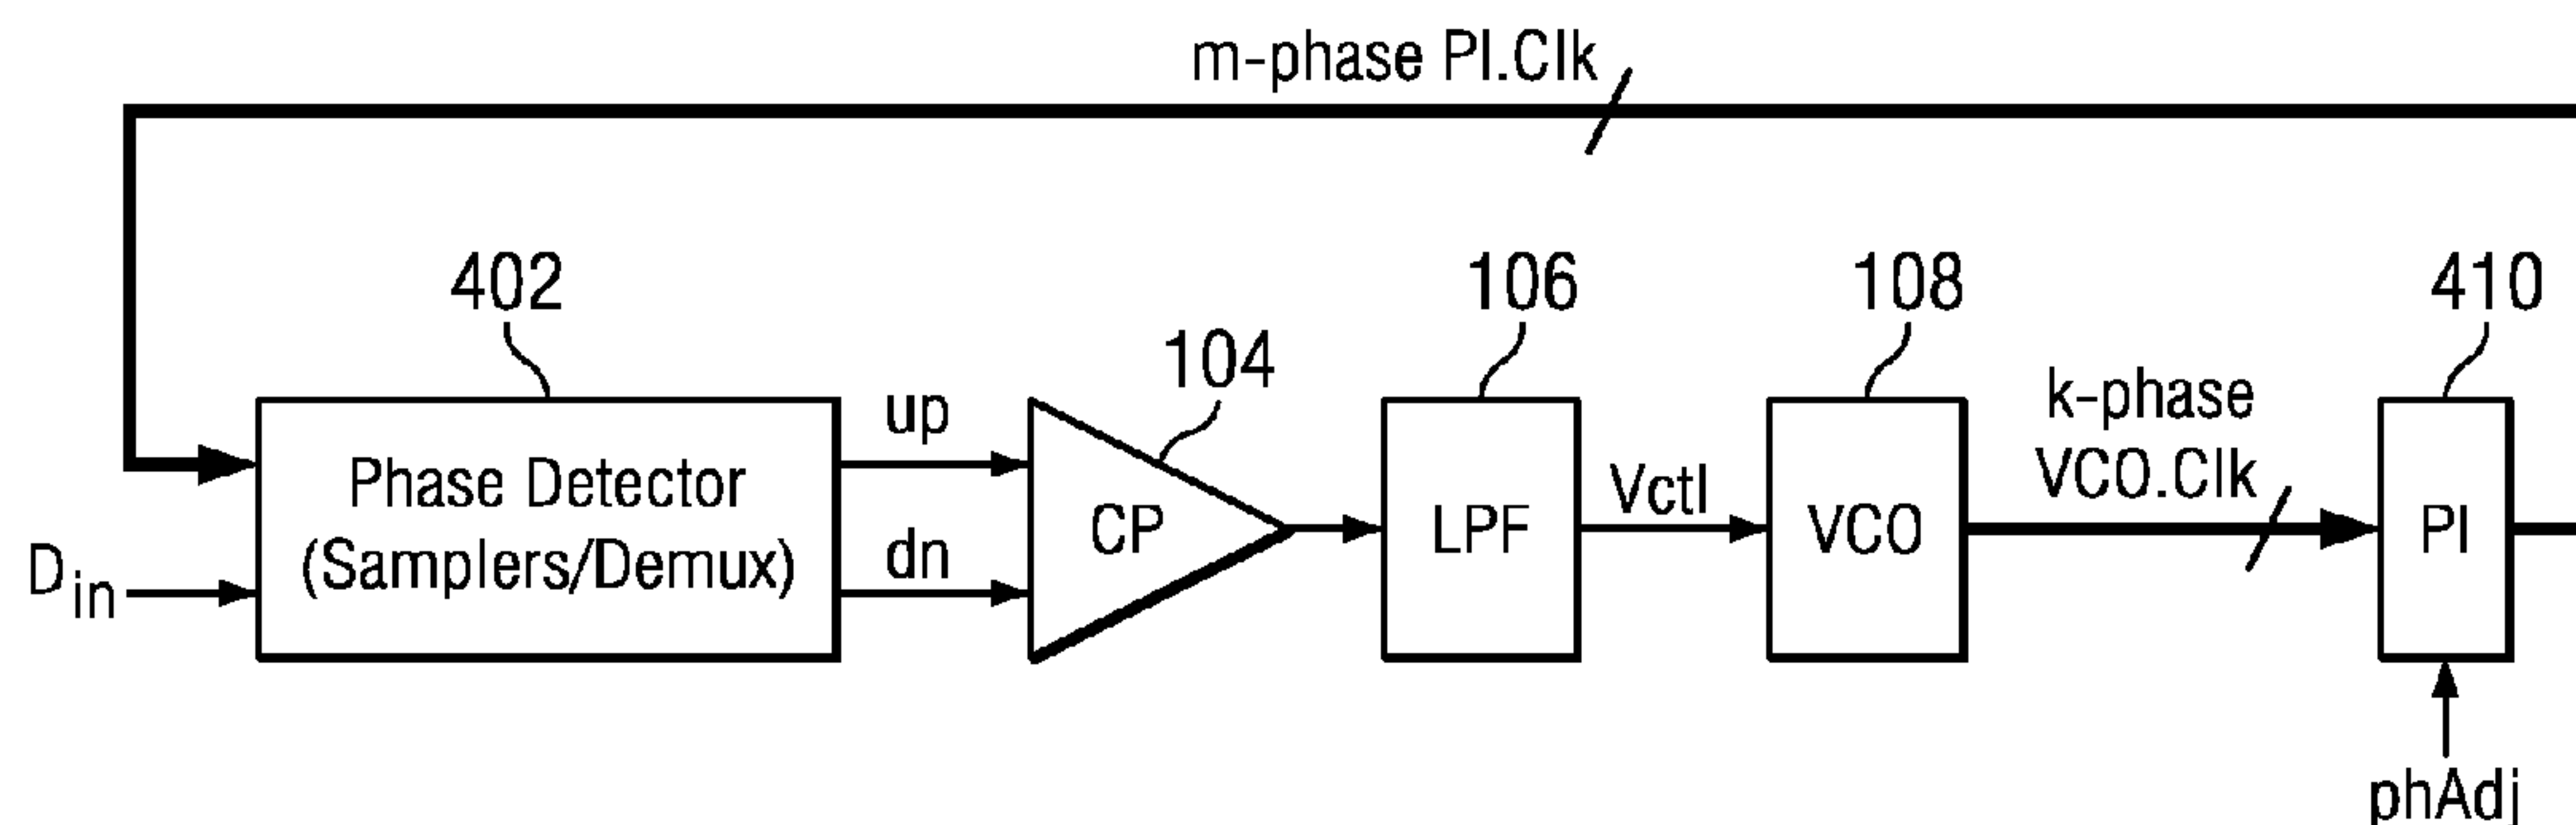 m-phase PI.Clk
402
104
106
108
410
up
dn
Phase Detector
(Samplers/Demux)
D in
CP
LPF
Vctl
VCO
k-phase
VCO.Clk
PI
phAdj